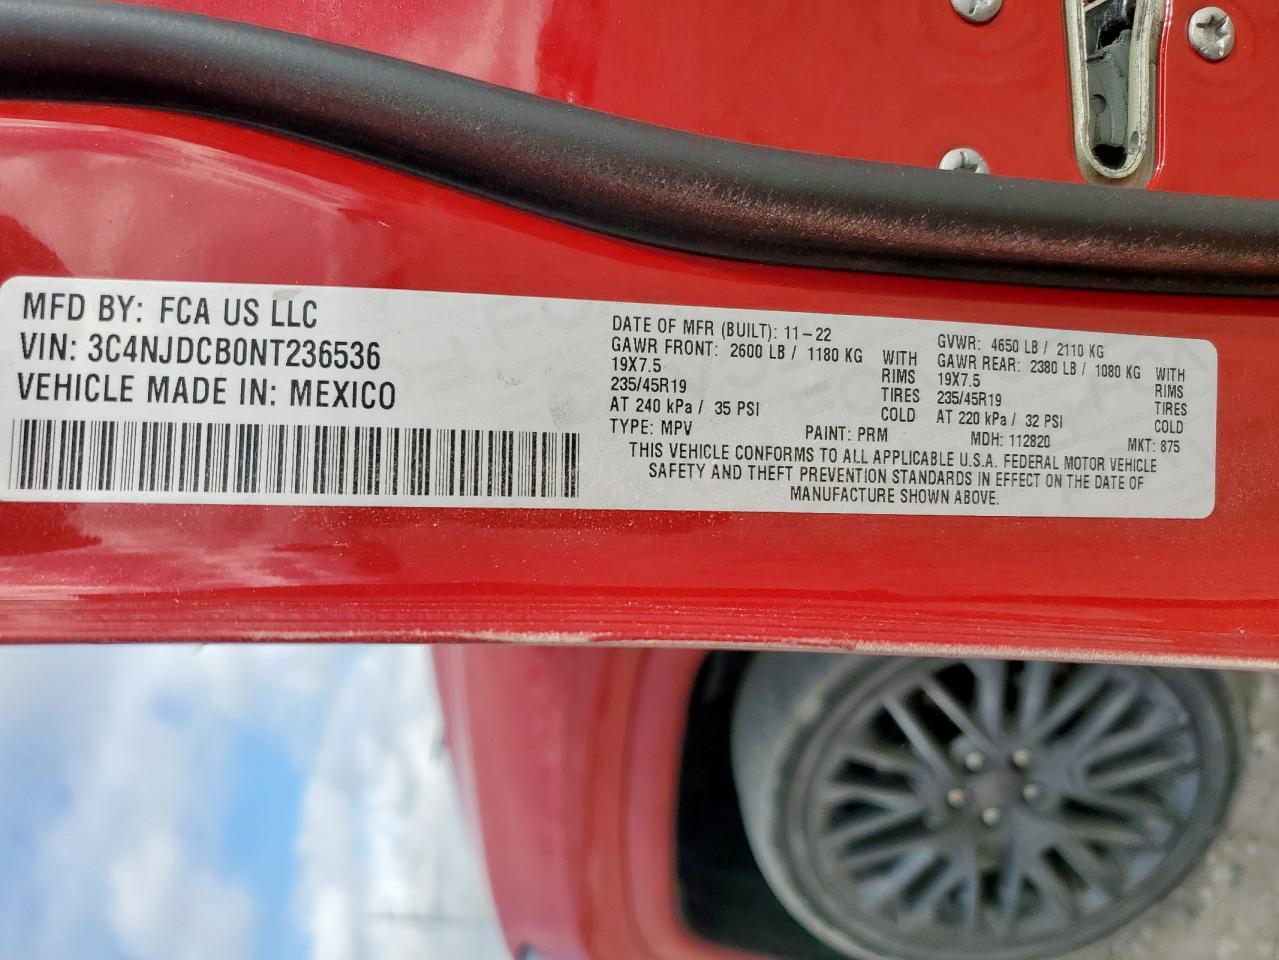 MFD BY: FCA US LLC
VIN: 3C4NJDCB0NT236536
VEHICLE MADE IN: MEXICO
DATE OF MFR (BUILT): 11-22
GAWR FRONT: 2600 LB / 1180 KG WITH
19X7.5 RIMS
235/45R19 TIRES
AT 240 kPa / 35 PSI COLD
GVWR: 4650 LB / 2110 KG
GAWR REAR: 2380 LB / 1080 KG WITH
19X7.5 RIMS
235/45R19 TIRES
AT 220 kPa / 32 PSI COLD
TYPE: MPV PAINT: PRM MDH: 112820 MKT: 875
THIS VEHICLE CONFORMS TO ALL APPLICABLE U.S.A. FEDERAL MOTOR VEHICLE
SAFETY AND THEFT PREVENTION STANDARDS IN EFFECT ON THE DATE OF
MANUFACTURE SHOWN ABOVE.